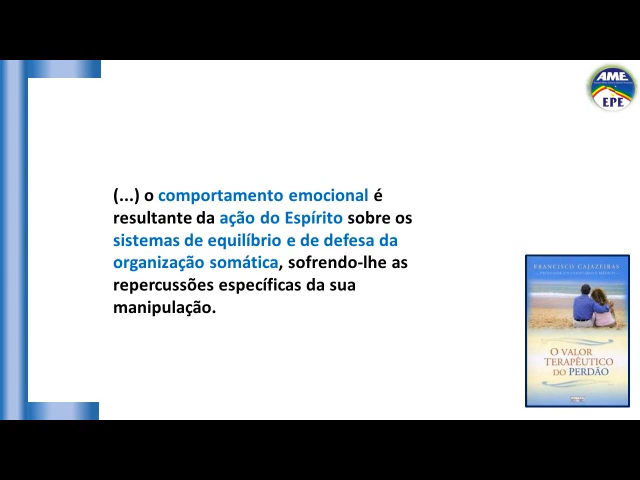 AME
EPE
(...) o comportamento emocional é
resultante da ação do Espírito sobre os
sistemas de equilíbrio e de defesa da
organização somática, sofrendo-lhe as
repercussões específicas da sua
manipulação.
FRANCISCO CAJAZEIRAS
O VALOR
TERAPÊUTICO
DO PERDÃO